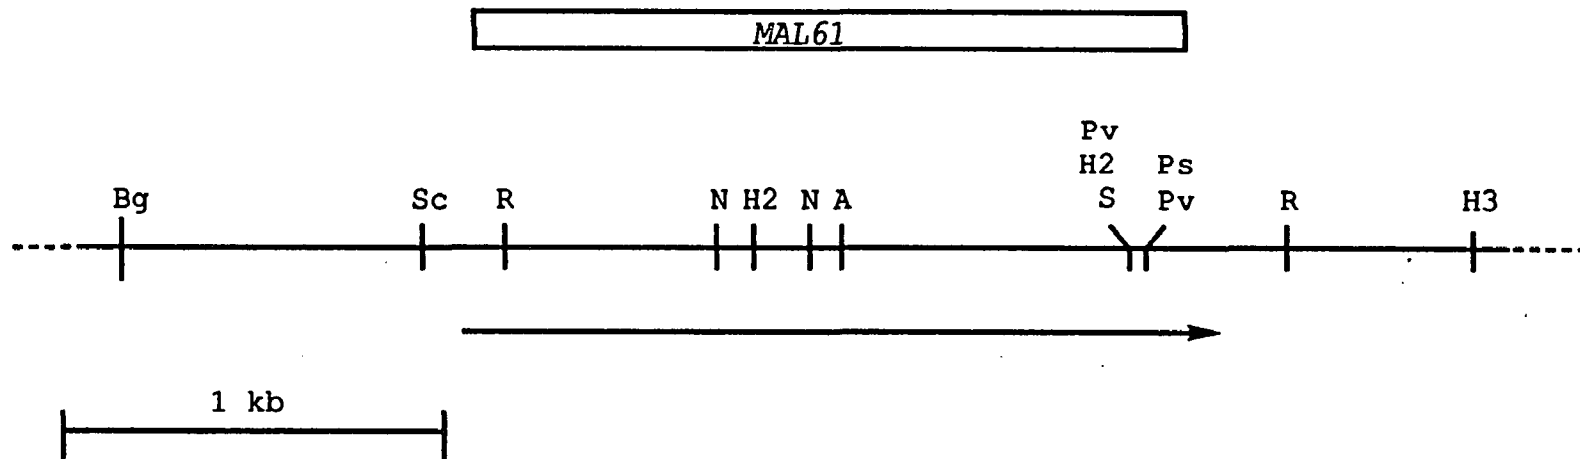 MAL61
Pv
H2 Ps
Bg Sc R N H2 N A S Pv R H3
1 kb